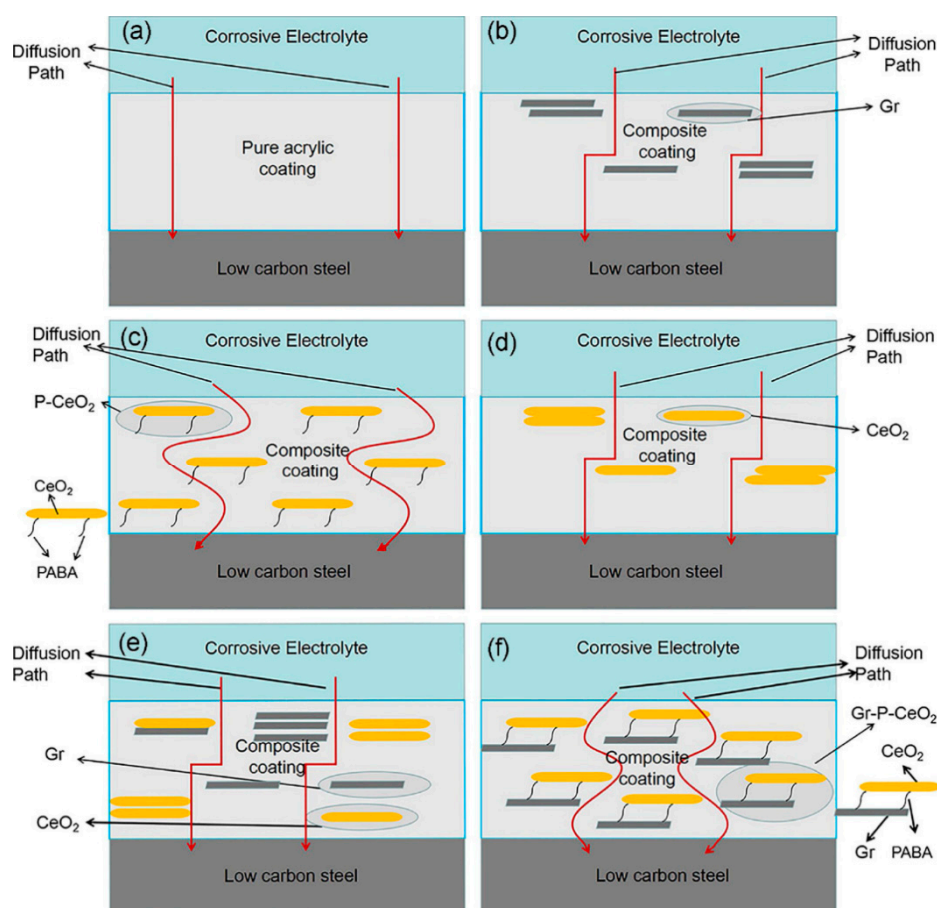 (a)
Corrosive Electrolyte
Diffusion
Path
Pure acrylic
coating
Low carbon steel
(b)
Corrosive Electrolyte
Diffusion
Path
Gr
Composite
coating
Low carbon steel
(c)
Corrosive Electrolyte
Diffusion
Path
P-CeO₂
Composite
coating
CeO₂
PABA
Low carbon steel
(d)
Corrosive Electrolyte
Diffusion
Path
CeO₂
Composite
coating
Low carbon steel
(e)
Corrosive Electrolyte
Diffusion
Path
Gr
Composite
coating
CeO₂
Low carbon steel
(f)
Corrosive Electrolyte
Diffusion
Path
Gr-P-CeO₂
CeO₂
Composite
coating
Gr
PABA
Low carbon steel